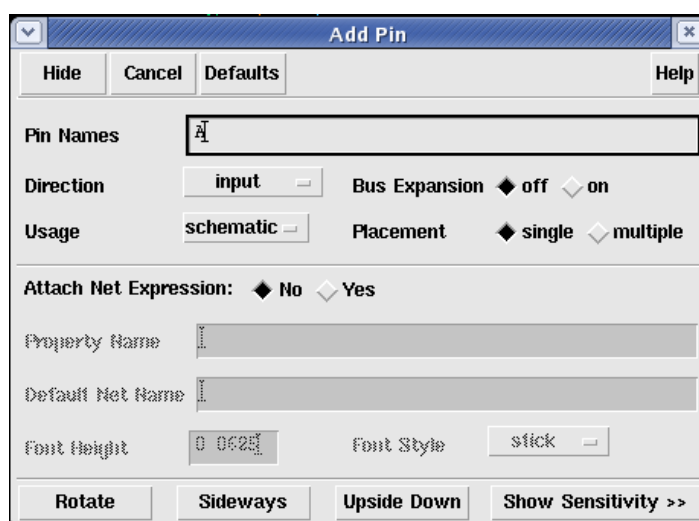 Add Pin
Hide Cancel Defaults Help
Pin Names A
Direction input Bus Expansion off on
Usage schematic Placement single multiple
Attach Net Expression: No Yes
Property Name
Default Net Name
Font Height 0.0625 Font Style stick
Rotate Sideways Upside Down Show Sensitivity >>